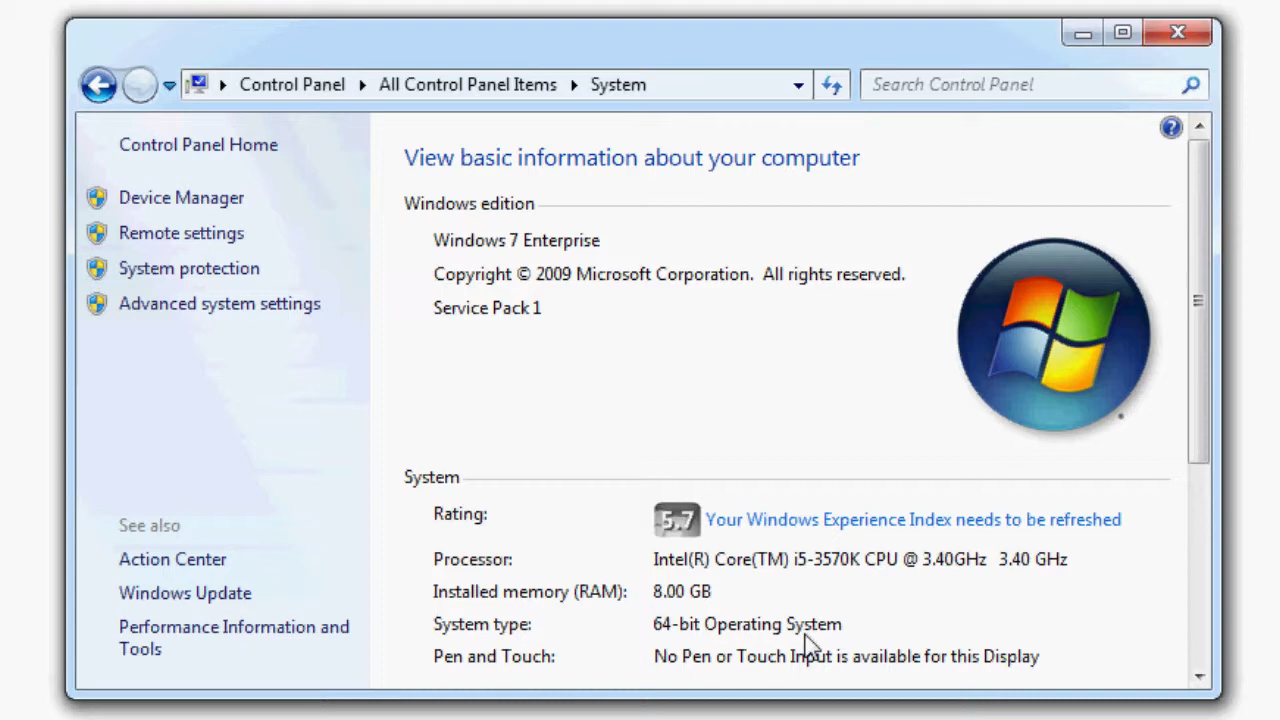 Control Panel All Control Panel Items System Search Control Panel
Control Panel Home
Device Manager
Remote settings
System protection
Advanced system settings
See also
Action Center
Windows Update
Performance Information and
Tools
View basic information about your computer
Windows edition
Windows 7 Enterprise
Copyright © 2009 Microsoft Corporation. All rights reserved.
Service Pack 1
System
Rating: 5.7 Your Windows Experience Index needs to be refreshed
Processor: Intel(R) Core(TM) i5-3570K CPU @ 3.40GHz 3.40 GHz
Installed memory (RAM): 8.00 GB
System type: 64-bit Operating System
Pen and Touch: No Pen or Touch Input is available for this Display